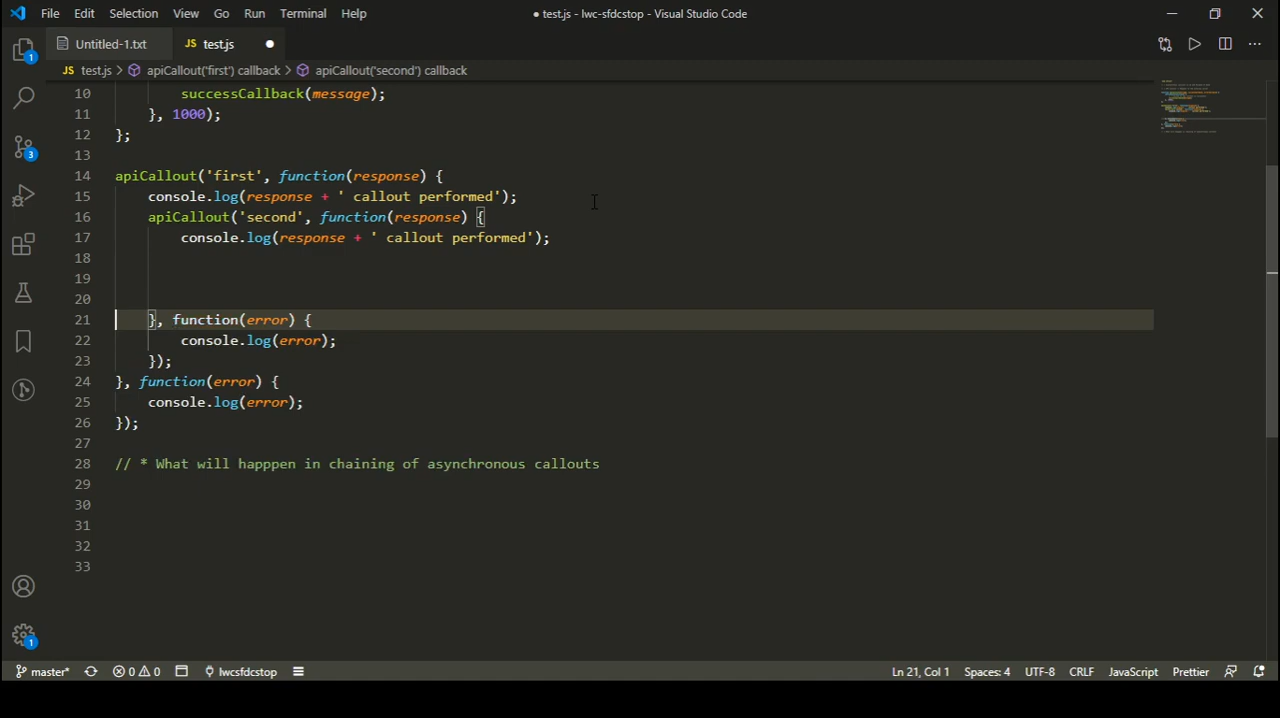 File Edit Selection View Go Run Terminal Help ● test.js - lwc-sfdcstop - Visual Studio Code
Untitled-1.txt JS test.js ●
JS test.js > apiCallout('first') callback > apiCallout('second') callback
10 successCallback(message);
11 }, 1000);
12 };
13
14 apiCallout('first', function(response) {
15 console.log(response + ' callout performed');
16 apiCallout('second', function(response) {
17 console.log(response + ' callout performed');
18
19
20
21 }, function(error) {
22 console.log(error);
23 });
24 }, function(error) {
25 console.log(error);
26 });
27
28 // * What will happpen in chaining of asynchronous callouts
29
30
31
32
33
1
3
1
master* 0 0 lwcsfdcstop Ln 21, Col 1 Spaces: 4 UTF-8 CRLF JavaScript Prettier